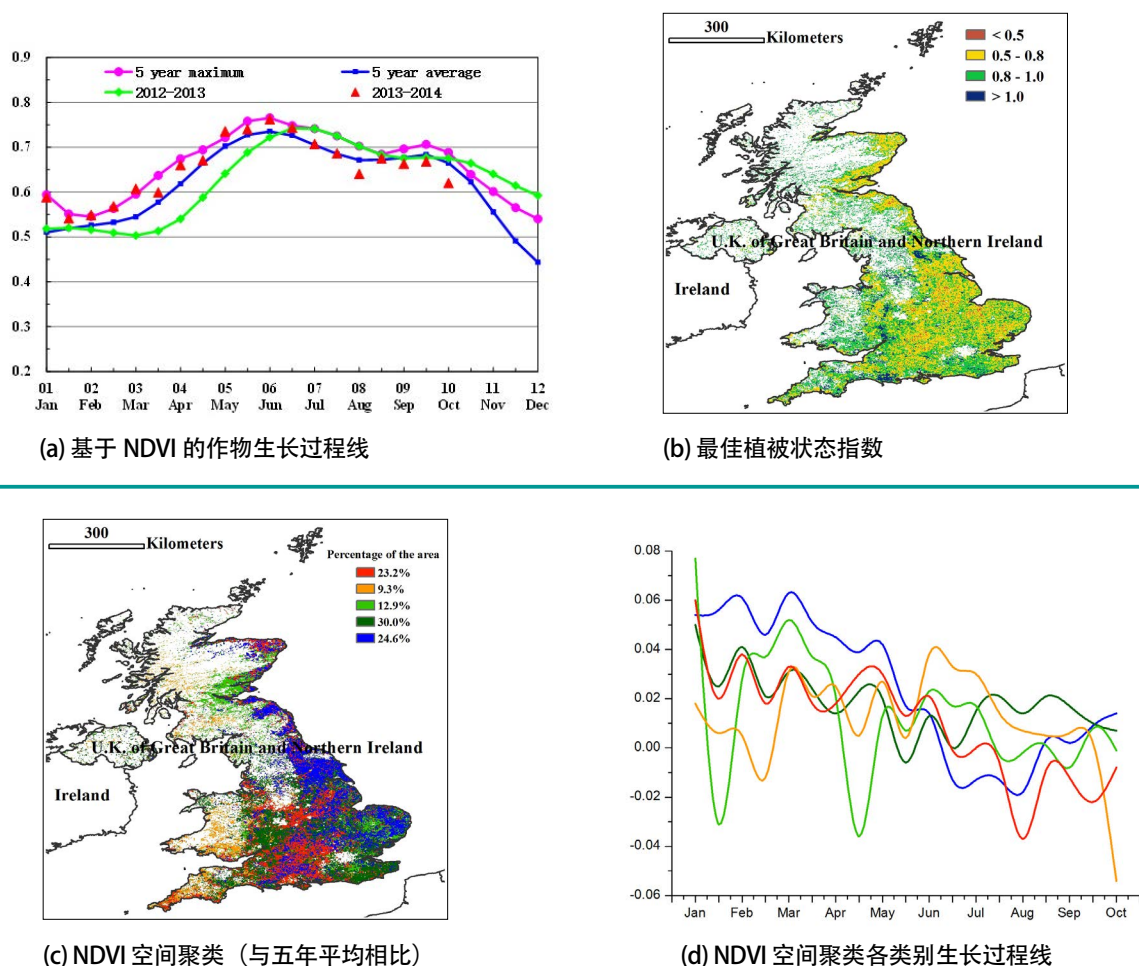 0.9
0.8
0.7
0.6
0.5
0.4
0.3
0.2
5 year maximum
5 year average
2012-2013
2013-2014
01 02 03 04 05 06 07 08 09 10 11 12
Jan Feb Mar Apr May Jun Jul Aug Sep Oct Nov Dec
(a) 基于 NDVI 的作物生长过程线
300
Kilometers
< 0.5
0.5 - 0.8
0.8 - 1.0
> 1.0
U.K. of Great Britain and Northern Ireland
Ireland
(b) 最佳植被状态指数
300
Kilometers
Percentage of the area
23.2%
9.3%
12.9%
30.0%
24.6%
U.K. of Great Britain and Northern Ireland
Ireland
(c) NDVI 空间聚类（与五年平均相比）
0.08
0.06
0.04
0.02
0.00
-0.02
-0.04
-0.06
Jan Feb Mar Apr May Jun Jul Aug Sep Oct
(d) NDVI 空间聚类各类别生长过程线